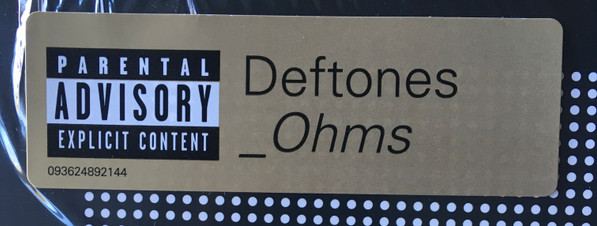 PARENTAL
ADVISORY
EXPLICIT CONTENT
093624892144
Deftones
_Ohms